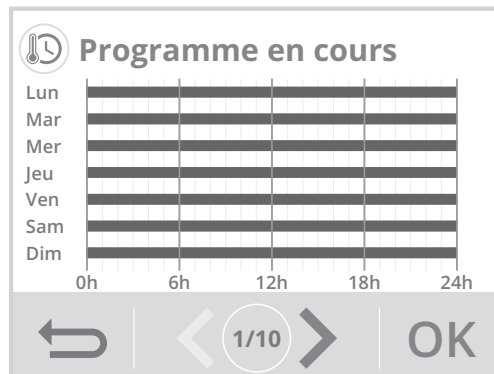 Programme en cours
Lun
Mar
Mer
Jeu
Ven
Sam
Dim
0h 6h 12h 18h 24h
1/10 OK